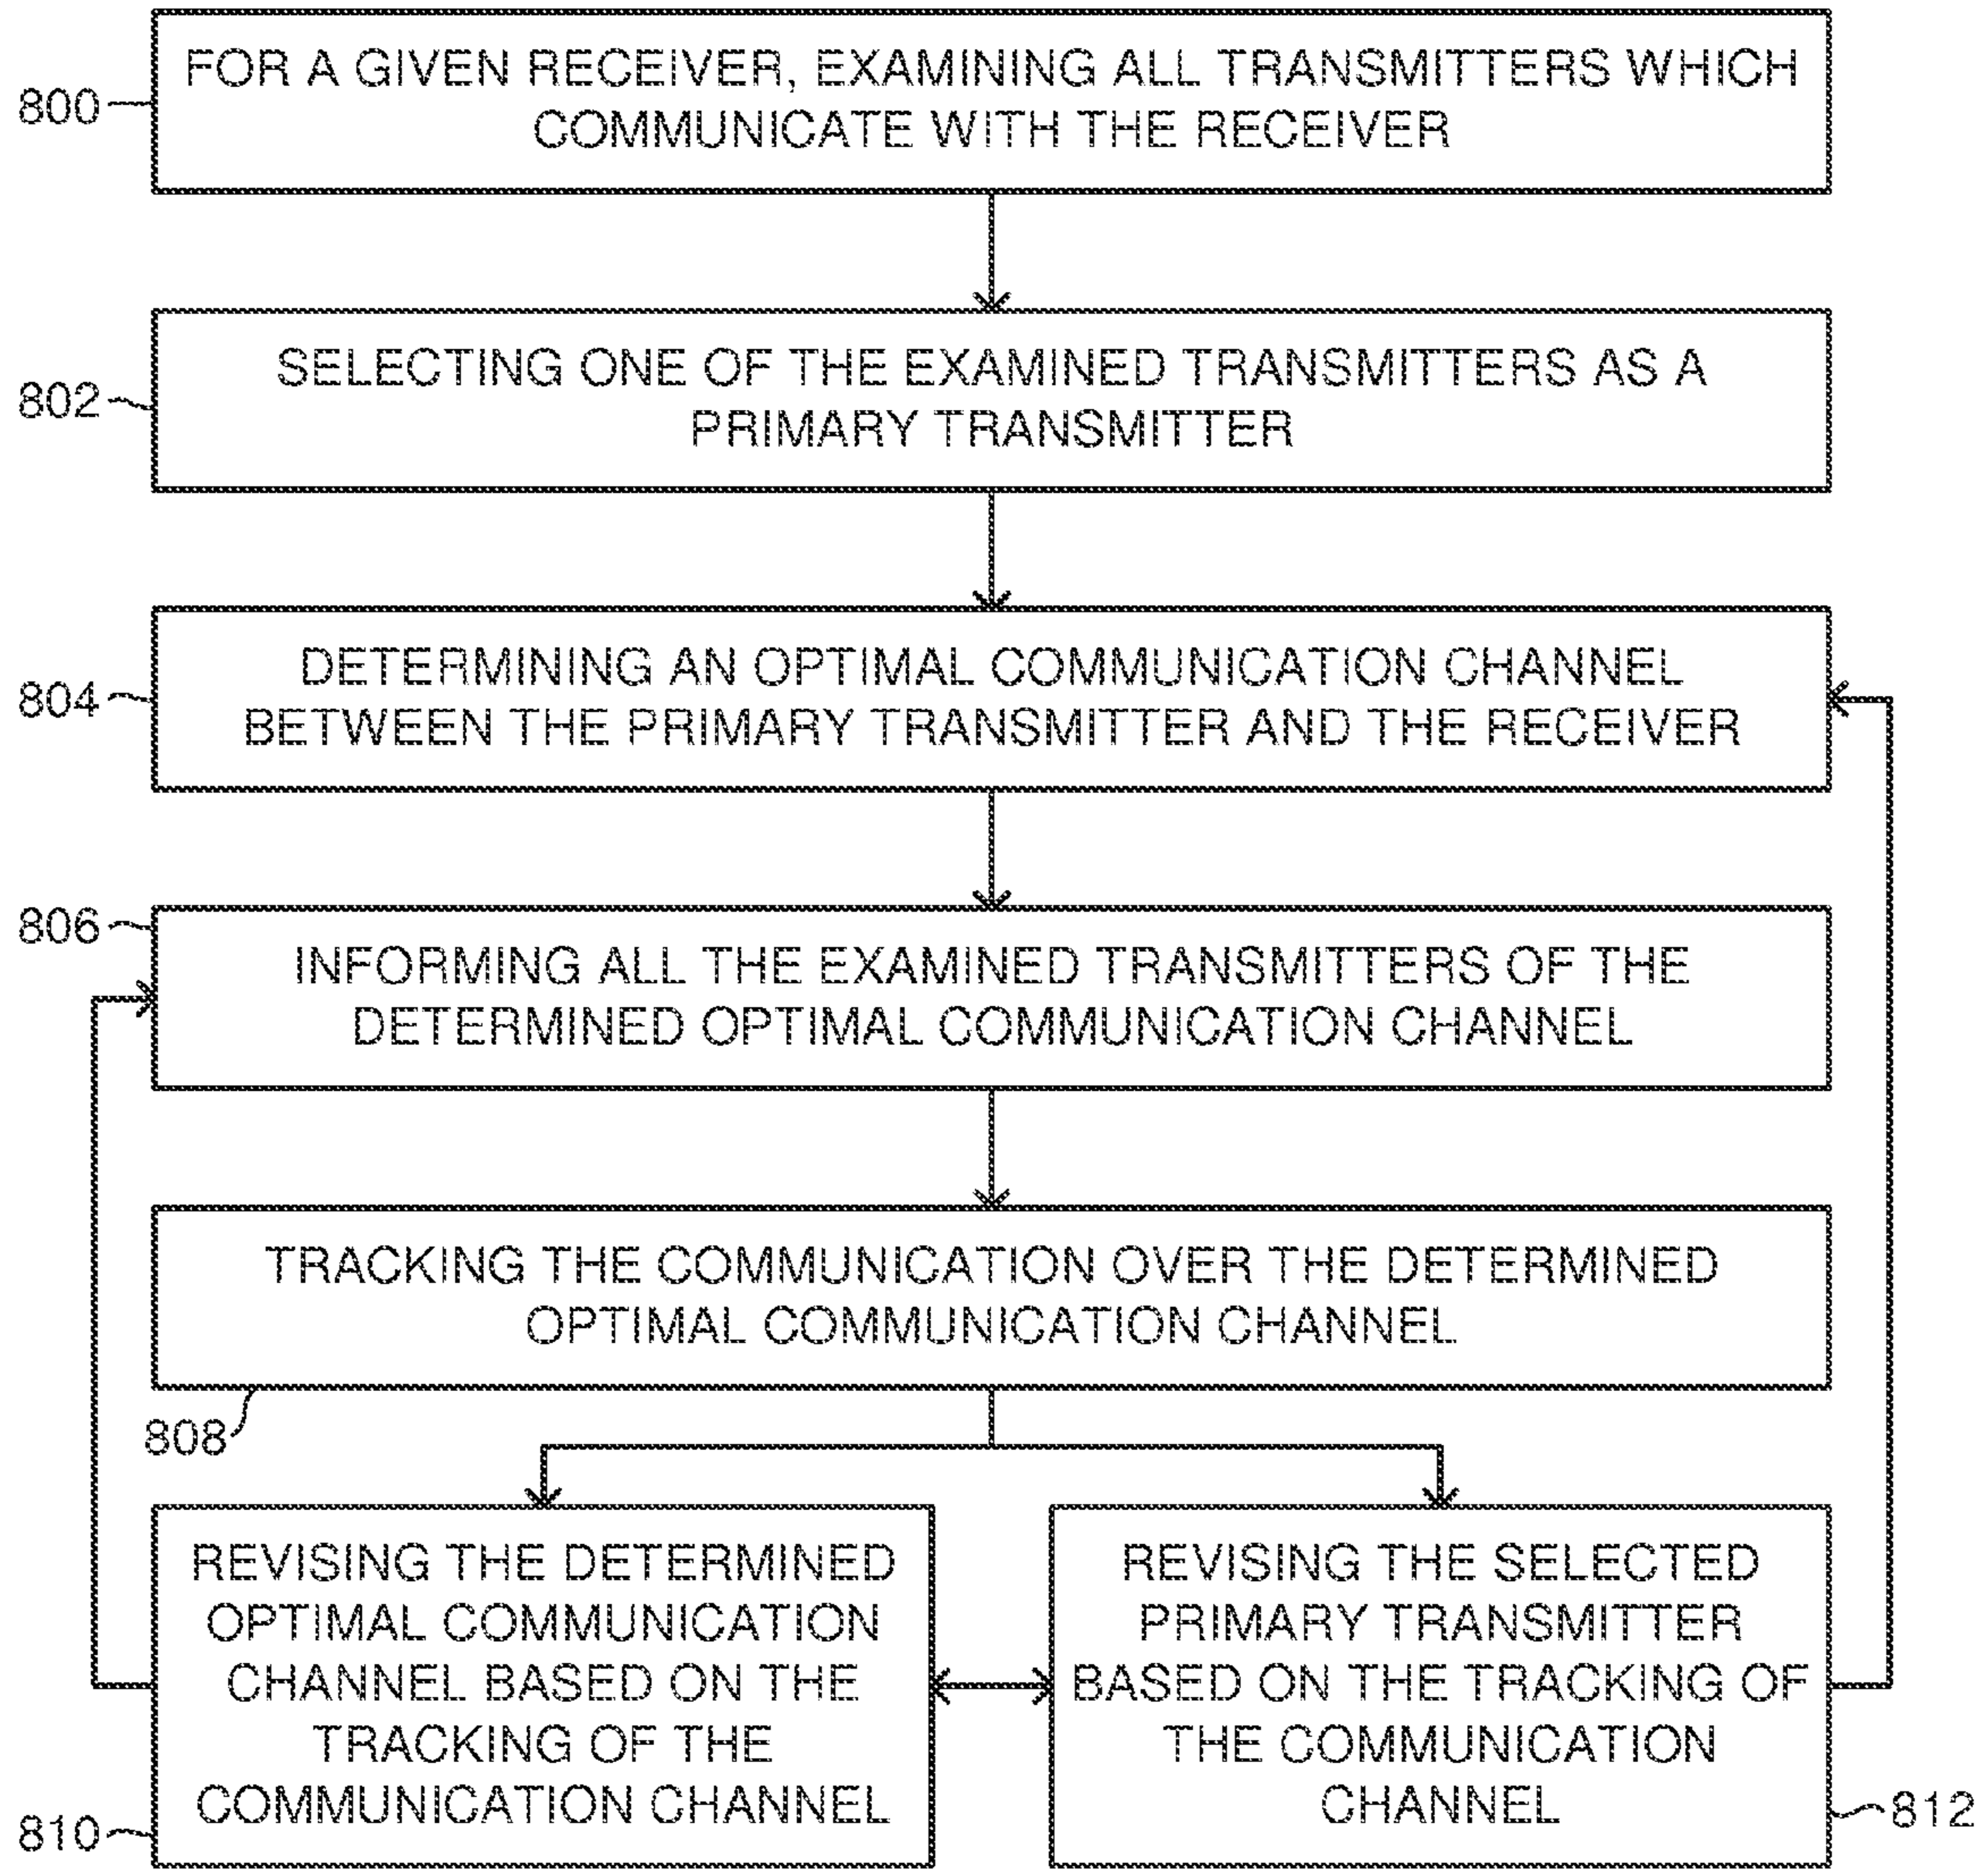 800
FOR A GIVEN RECEIVER, EXAMINING ALL TRANSMITTERS WHICH
COMMUNICATE WITH THE RECEIVER
802
SELECTING ONE OF THE EXAMINED TRANSMITTERS AS A
PRIMARY TRANSMITTER
804
DETERMINING AN OPTIMAL COMMUNICATION CHANNEL
BETWEEN THE PRIMARY TRANSMITTER AND THE RECEIVER
806
INFORMING ALL THE EXAMINED TRANSMITTERS OF THE
DETERMINED OPTIMAL COMMUNICATION CHANNEL
TRACKING THE COMMUNICATION OVER THE DETERMINED
OPTIMAL COMMUNICATION CHANNEL
808
REVISING THE DETERMINED
OPTIMAL COMMUNICATION
CHANNEL BASED ON THE
TRACKING OF THE
COMMUNICATION CHANNEL
810
REVISING THE SELECTED
PRIMARY TRANSMITTER
BASED ON THE TRACKING OF
THE COMMUNICATION
CHANNEL
812